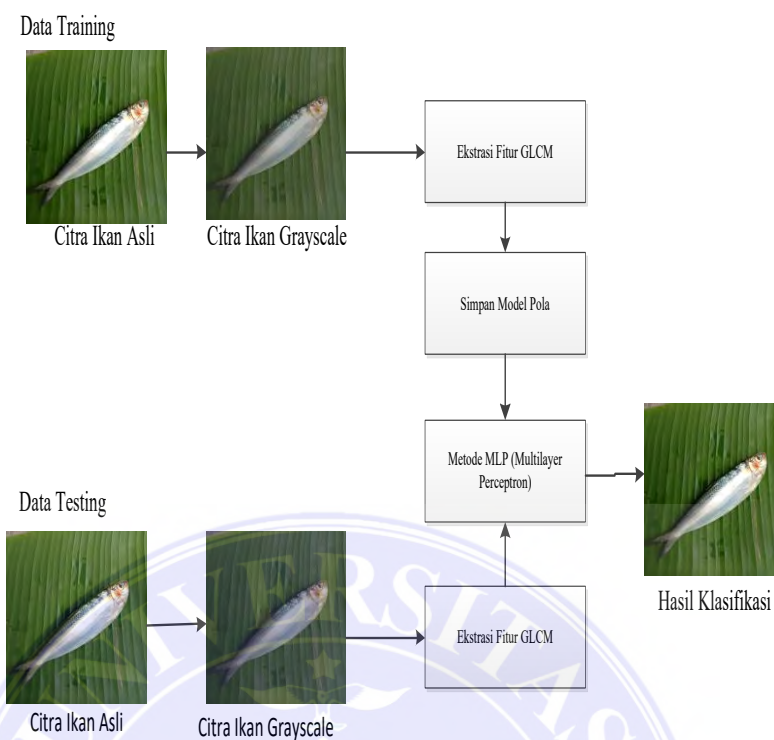 Data Training
Citra Ikan Asli
Citra Ikan Grayscale
Ekstrasi Fitur GLCM
Simpan Model Pola
Metode MLP (Multilayer
Perceptron)
Hasil Klasifikasi
Data Testing
Citra Ikan Asli
Citra Ikan Grayscale
Ekstrasi Fitur GLCM
UNIVERSITAS